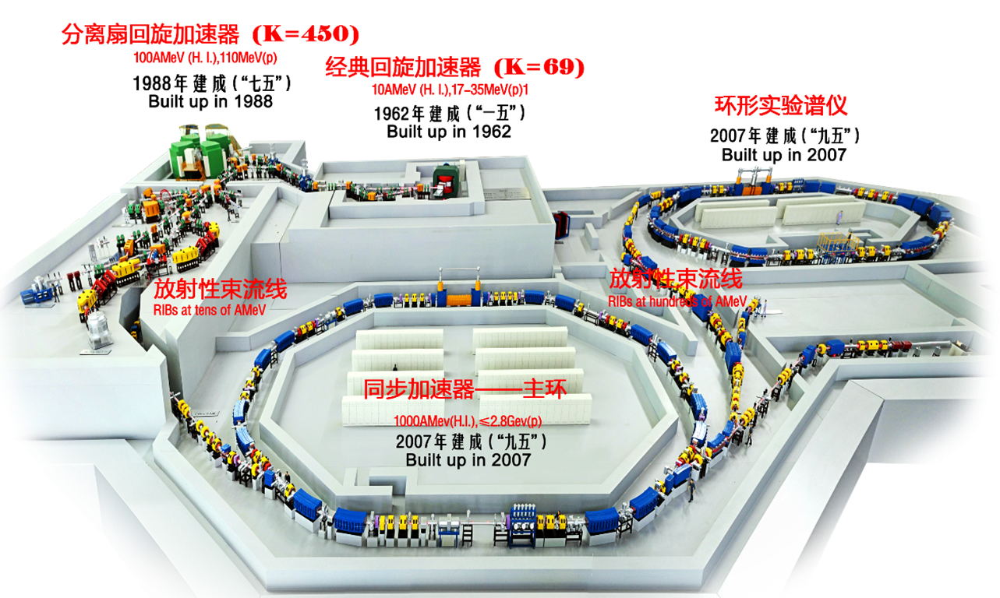 分离扇回旋加速器 (K=450)
100AMeV (H. I.),110MeV(p)
1988年建成(“七五”)
Built up in 1988
经典回旋加速器 (K=69)
10AMeV (H. I.),17-35MeV(p)1
1962年建成(“一五”)
Built up in 1962
环形实验谱仪
2007年建成(“九五”)
Built up in 2007
放射性束流线
RIBs at tens of AMeV
放射性束流线
RIBs at hundreds of AMeV
同步加速器——主环
1000AMev(H.I.),≤2.8Gev(p)
2007年建成(“九五”)
Built up in 2007